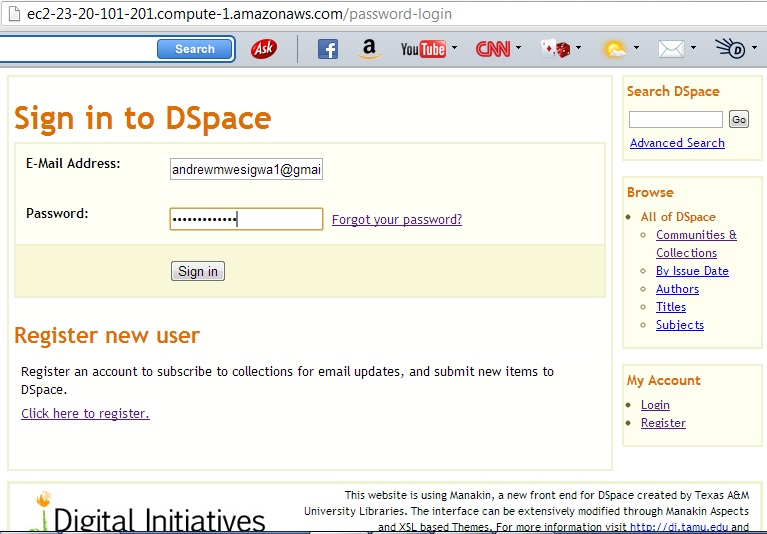 ec2-23-20-101-201.compute-1.amazonaws.com/password-login
Search
Ask
f
a
YouTube
CNN
D
Sign in to DSpace
E-Mail Address:
andrewmwesigwa1@gmai
Password:
•••••••••••••
Forgot your password?
Sign in
Register new user
Register an account to subscribe to collections for email updates, and submit new items to
DSpace.
Click here to register.
Search DSpace
Go
Advanced Search
Browse
All of DSpace
Communities &
Collections
By Issue Date
Authors
Titles
Subjects
My Account
Login
Register
Digital Initiatives
This website is using Manakin, a new front end for DSpace created by Texas A&M
University Libraries. The interface can be extensively modified through Manakin Aspects
and XSL based Themes. For more information visit http://di.tamu.edu and